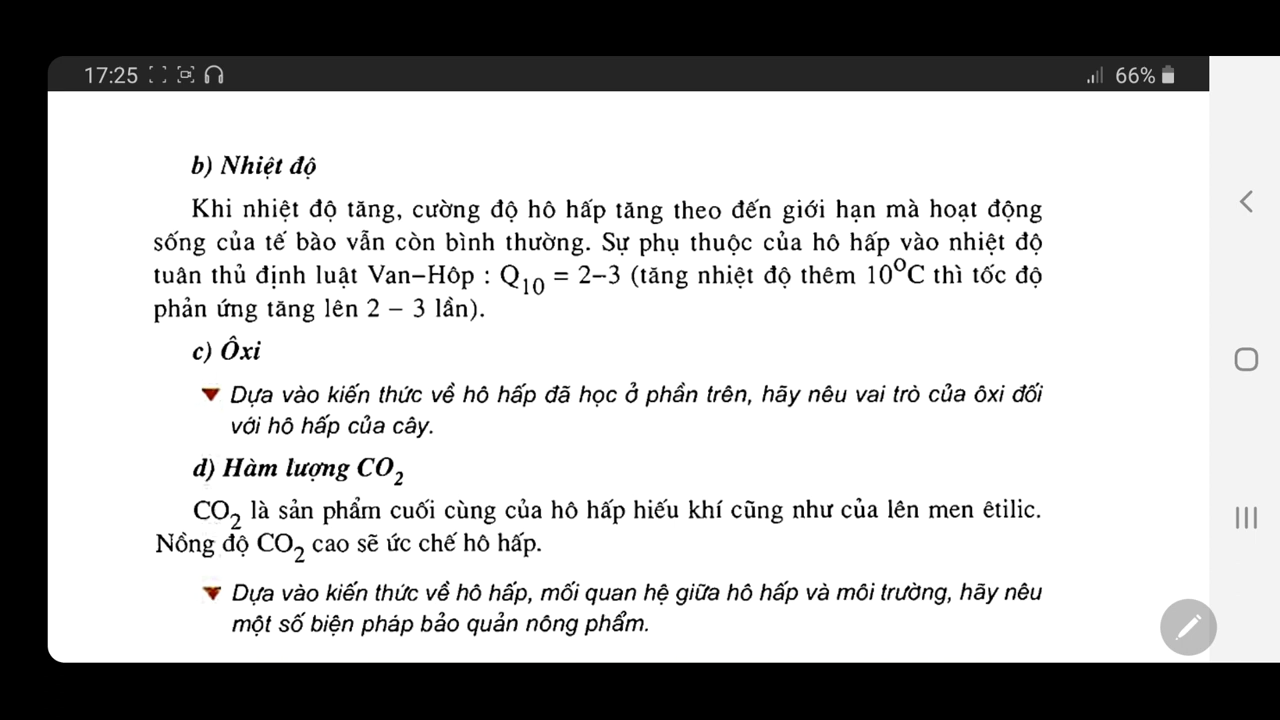 17:25 66%
b) Nhiệt độ
Khi nhiệt độ tăng, cường độ hô hấp tăng theo đến giới hạn mà hoạt động
sống của tế bào vẫn còn bình thường. Sự phụ thuộc của hô hấp vào nhiệt độ
tuân thủ định luật Van–Hôp : Q₁₀ = 2–3 (tăng nhiệt độ thêm 10⁰C thì tốc độ
phản ứng tăng lên 2 – 3 lần).
c) Ôxi
▼ Dựa vào kiến thức về hô hấp đã học ở phần trên, hãy nêu vai trò của ôxi đối
với hô hấp của cây.
d) Hàm lượng CO₂
CO₂ là sản phẩm cuối cùng của hô hấp hiếu khí cũng như của lên men êtilic.
Nồng độ CO₂ cao sẽ ức chế hô hấp.
▼ Dựa vào kiến thức về hô hấp, mối quan hệ giữa hô hấp và môi trường, hãy nêu
một số biện pháp bảo quản nông phẩm.